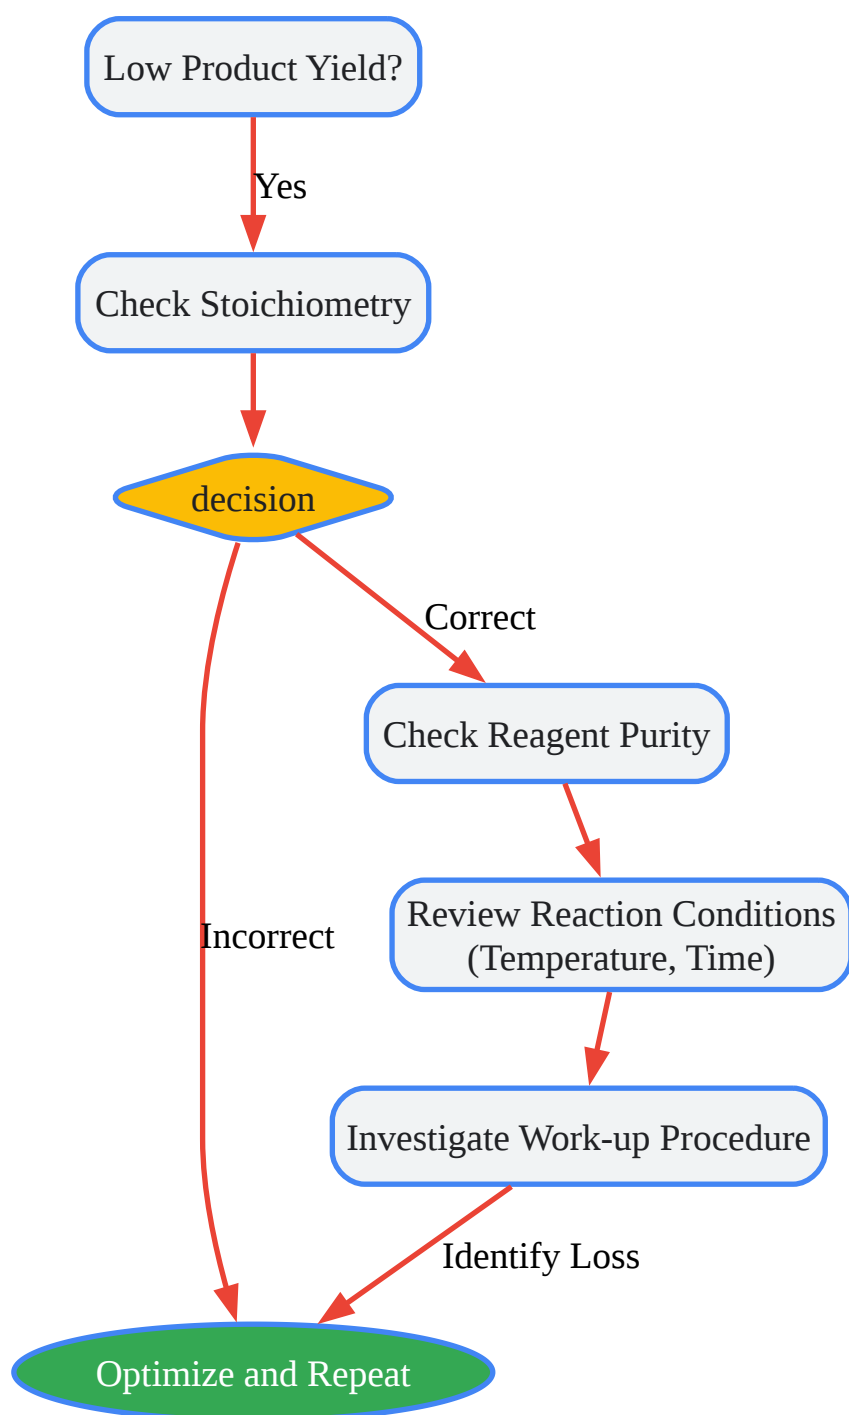 Low Product Yield?
Yes
Check Stoichiometry
decision
Correct
Check Reagent Purity
Review Reaction Conditions
(Temperature, Time)
Incorrect
Investigate Work-up Procedure
Identify Loss
Optimize and Repeat